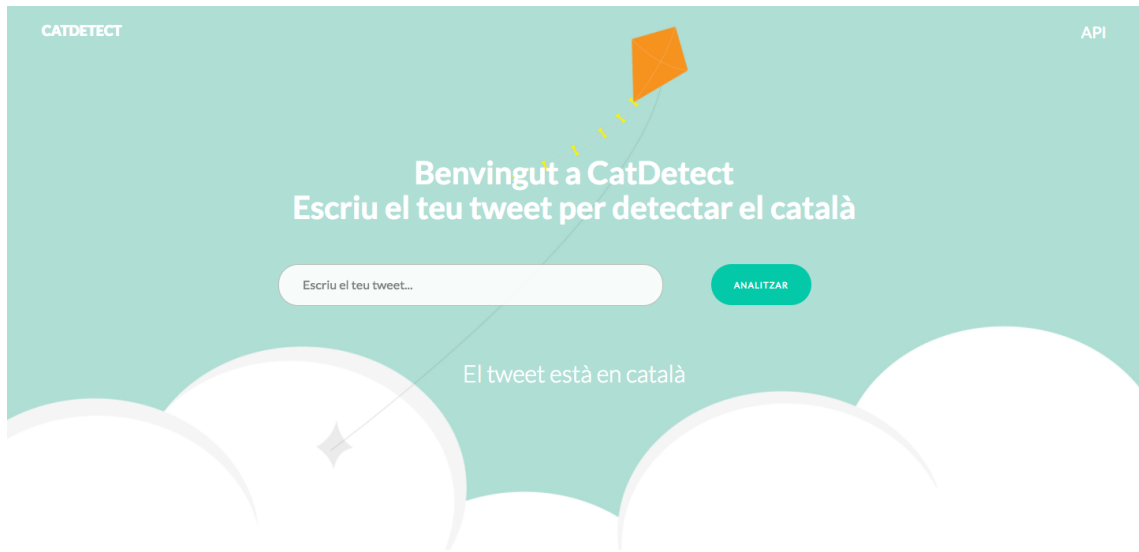 CATDETECT
API
Benvingut a CatDetect
Escriu el teu tweet per detectar el català
Escriu el teu tweet...
ANALITZAR
El tweet està en català